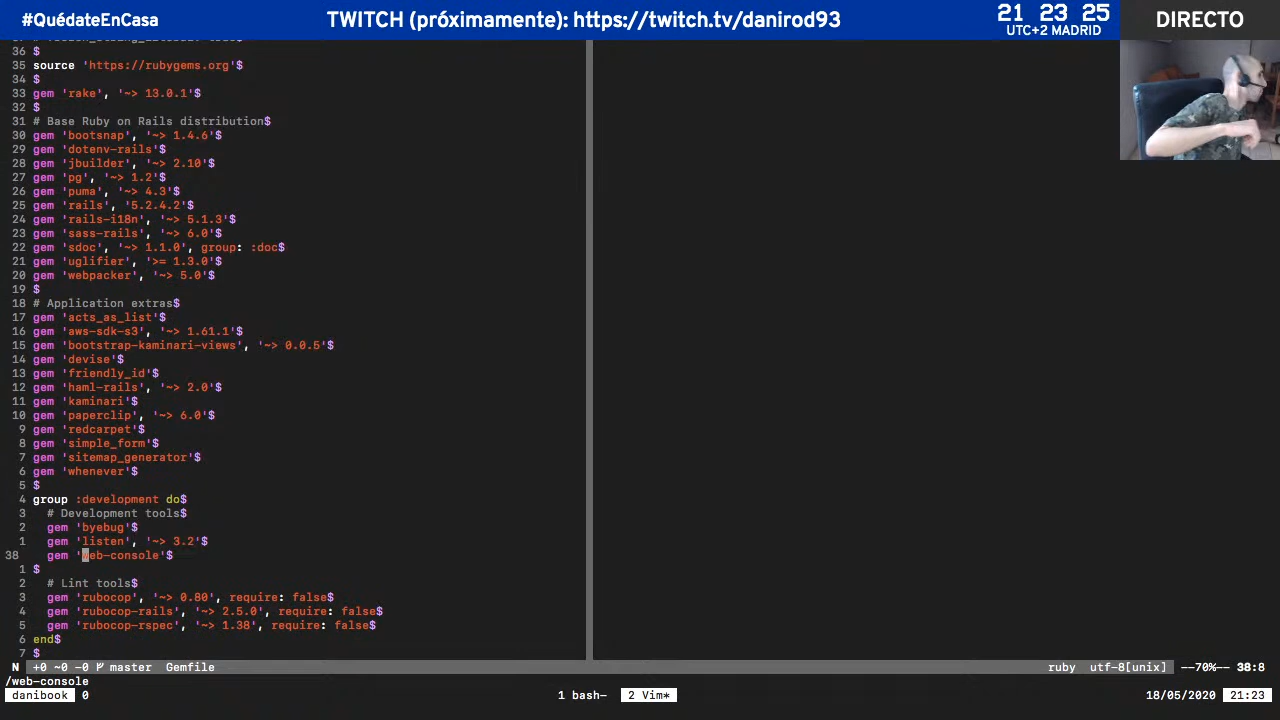 #QuédateEnCasa
TWITCH (próximamente): https://twitch.tv/danirod93
21 23 25
UTC+2 MADRID
DIRECTO
36 $
35 source 'https://rubygems.org'$
34 $
33 gem 'rake', '~> 13.0.1'$
32 $
31 # Base Ruby on Rails distribution$
30 gem 'bootsnap', '~> 1.4.6'$
29 gem 'dotenv-rails'$
28 gem 'jbuilder', '~> 2.10'$
27 gem 'pg', '~> 1.2'$
26 gem 'puma', '~> 4.3'$
25 gem 'rails', '5.2.4.2'$
24 gem 'rails-i18n', '~> 5.1.3'$
23 gem 'sass-rails', '~> 6.0'$
22 gem 'sdoc', '~> 1.1.0', group: :doc$
21 gem 'uglifier', '>= 1.3.0'$
20 gem 'webpacker', '~> 5.0'$
19 $
18 # Application extras$
17 gem 'acts_as_list'$
16 gem 'aws-sdk-s3', '~> 1.61.1'$
15 gem 'bootstrap-kaminari-views', '~> 0.0.5'$
14 gem 'devise'$
13 gem 'friendly_id'$
12 gem 'haml-rails', '~> 2.0'$
11 gem 'kaminari'$
10 gem 'paperclip', '~> 6.0'$
9 gem 'redcarpet'$
8 gem 'simple_form'$
7 gem 'sitemap_generator'$
6 gem 'whenever'$
5 $
4 group :development do$
3 # Development tools$
2 gem 'byebug'$
1 gem 'listen', '~> 3.2'$
38 gem 'web-console'$
1 $
2 # Lint tools$
3 gem 'rubocop', '~> 0.80', require: false$
4 gem 'rubocop-rails', '~> 2.5.0', require: false$
5 gem 'rubocop-rspec', '~> 1.38', require: false$
6 end$
7 $
N +0 ~0 -0 master Gemfile ruby utf-8[unix] --70%-- 38:8
/web-console
danibook 0 1 bash- 2 Vim* 18/05/2020 21:23